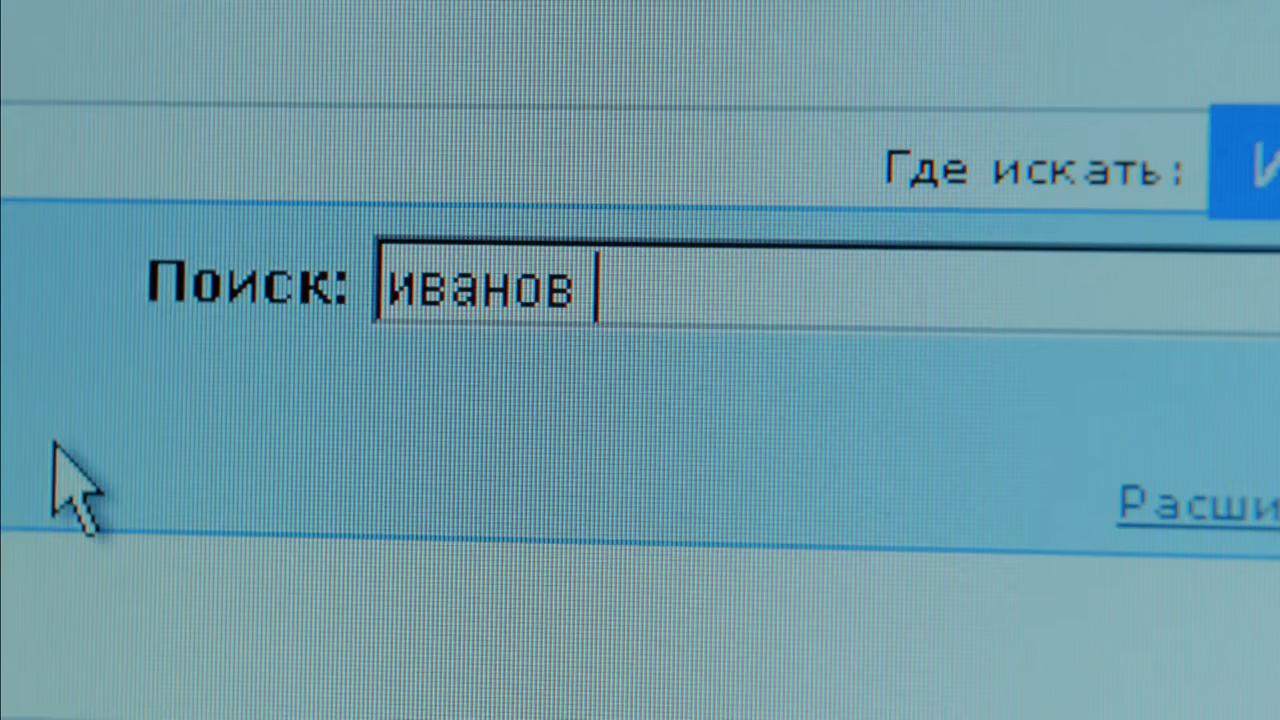 Где искать:
Поиск: иванов